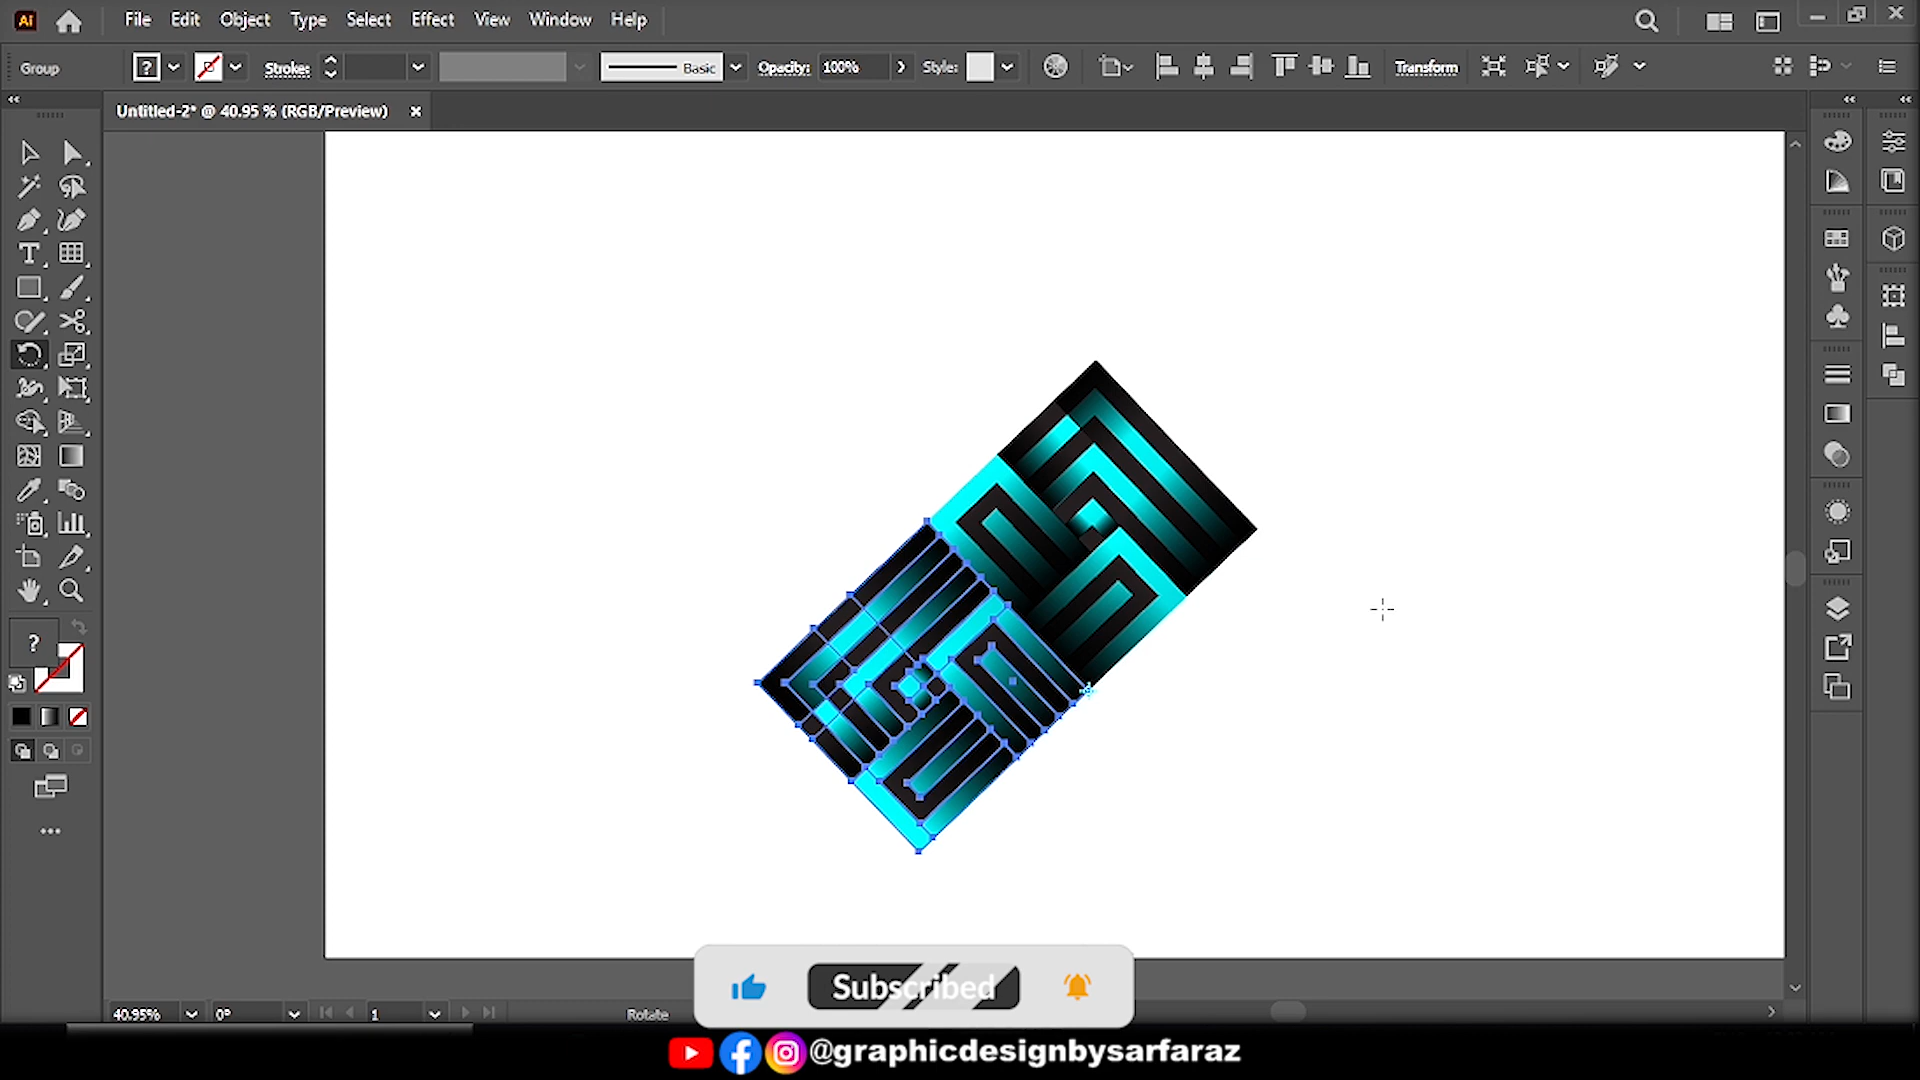 Ai File Edit Object Type Select Effect View Window Help
Group ? Stroke: Basic Opacity: 100% Style: Transform
Untitled-2* @ 40.95 % (RGB/Preview)
T
?
40.95% 0° 1 Rotate
Subscribed
@graphicdesignbysarfaraz